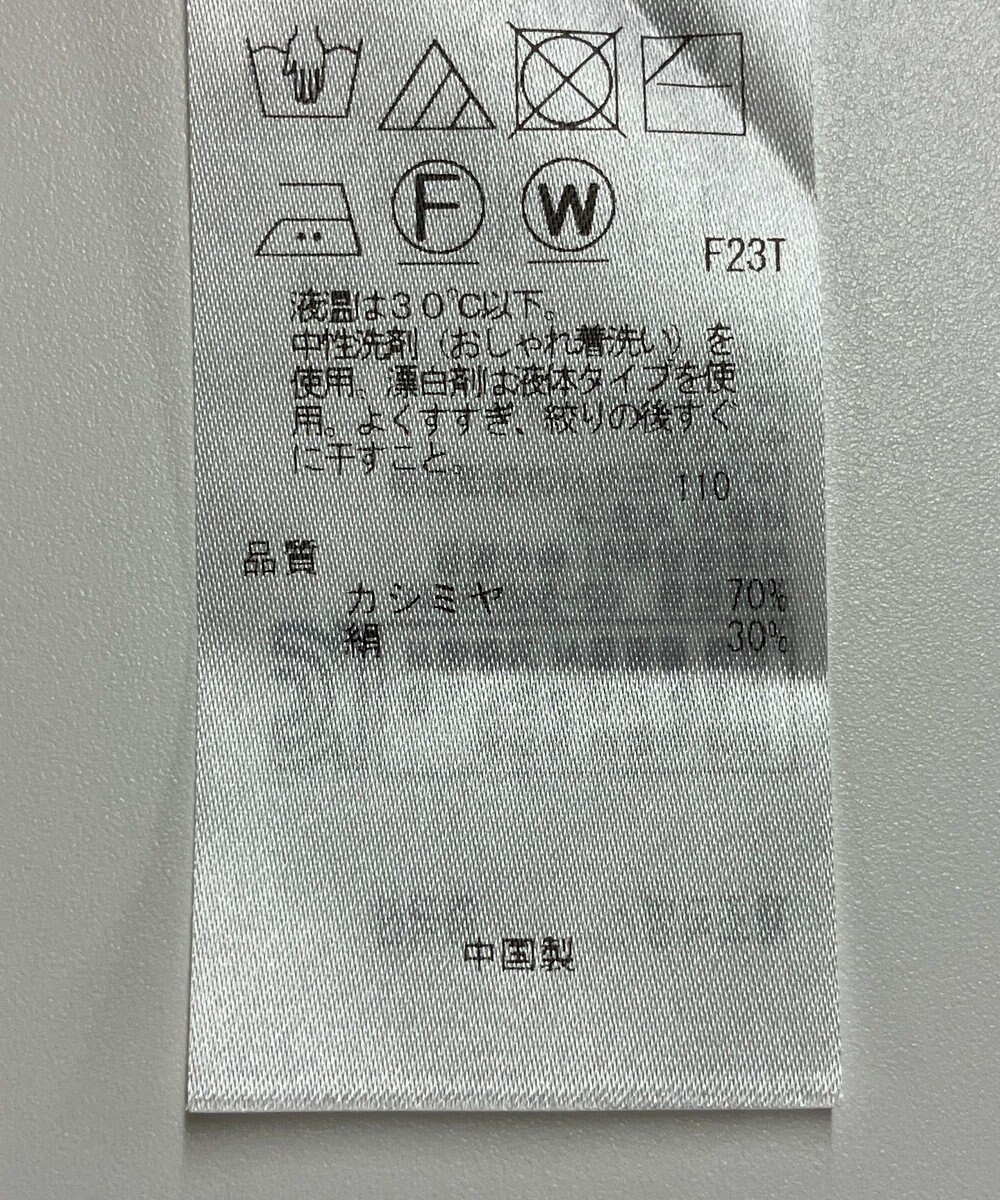 F W
F23T
液温は30℃以下。
中性洗剤（おしゃれ着洗い）を
使用。漂白剤は液体タイプを使
用。よくすすぎ、絞りの後すぐ
に干すこと。
110
品質
カシミヤ 70%
絹 30%
中国製